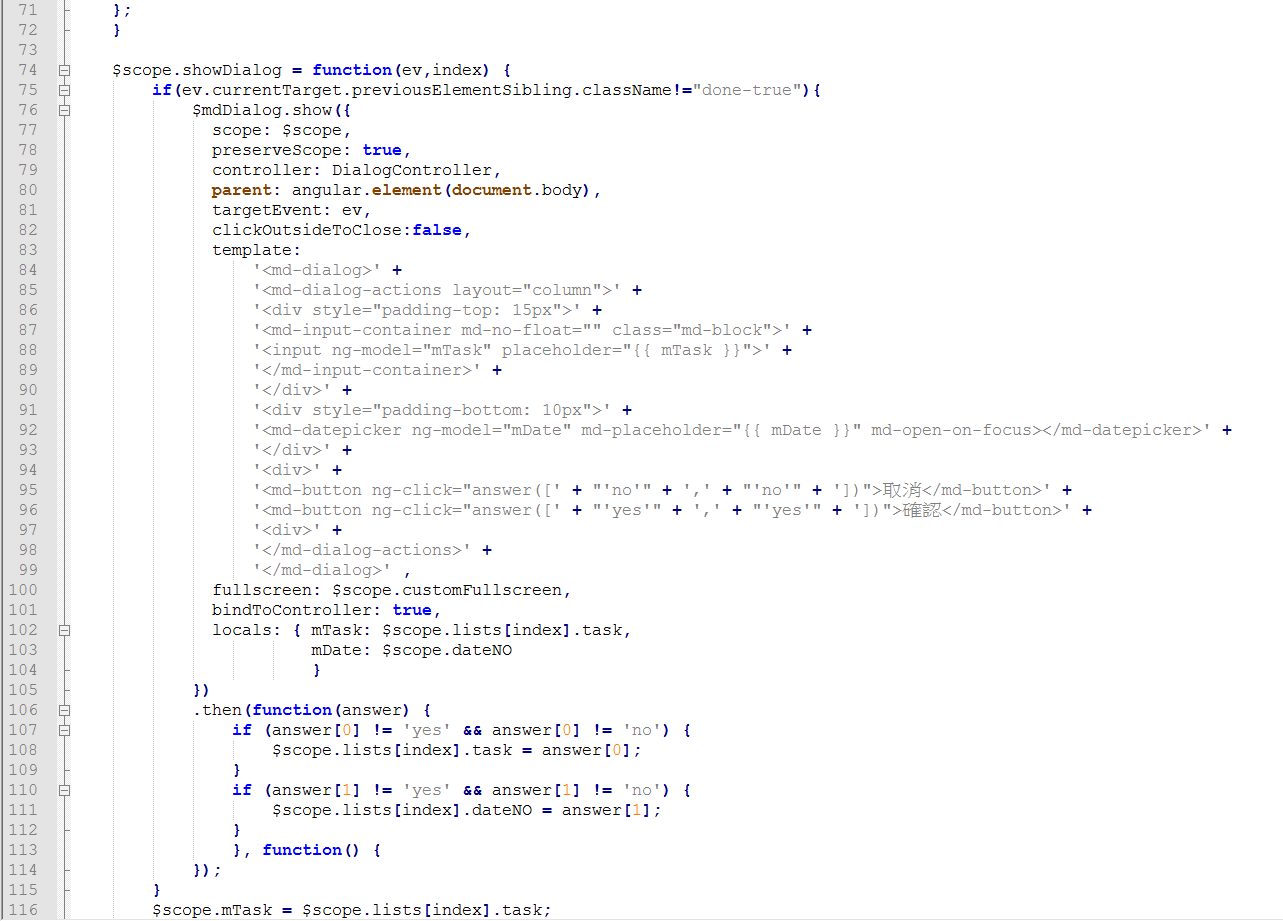 71 };
72 }
73
74 $scope.showDialog = function(ev,index) {
75 if(ev.currentTarget.previousElementSibling.className!="done-true"){
76 $mdDialog.show({
77 scope: $scope,
78 preserveScope: true,
79 controller: DialogController,
80 parent: angular.element(document.body),
81 targetEvent: ev,
82 clickOutsideToClose:false,
83 template:
84 '<md-dialog>' +
85 '<md-dialog-actions layout="column">' +
86 '<div style="padding-top: 15px">' +
87 '<md-input-container md-no-float="" class="md-block">' +
88 '<input ng-model="mTask" placeholder="{{ mTask }}">' +
89 '</md-input-container>' +
90 '</div>' +
91 '<div style="padding-bottom: 10px">' +
92 '<md-datepicker ng-model="mDate" md-placeholder="{{ mDate }}" md-open-on-focus></md-datepicker>' +
93 '</div>' +
94 '<div>' +
95 '<md-button ng-click="answer([' + "'no'" + ',' + "'no'" + '])">取消</md-button>' +
96 '<md-button ng-click="answer([' + "'yes'" + ',' + "'yes'" + '])">確認</md-button>' +
97 '<div>' +
98 '</md-dialog-actions>' +
99 '</md-dialog>' ,
100 fullscreen: $scope.customFullscreen,
101 bindToController: true,
102 locals: { mTask: $scope.lists[index].task,
103 mDate: $scope.dateNO
104 }
105 })
106 .then(function(answer) {
107 if (answer[0] != 'yes' && answer[0] != 'no') {
108 $scope.lists[index].task = answer[0];
109 }
110 if (answer[1] != 'yes' && answer[1] != 'no') {
111 $scope.lists[index].dateNO = answer[1];
112 }
113 }, function() {
114 });
115 }
116 $scope.mTask = $scope.lists[index].task;